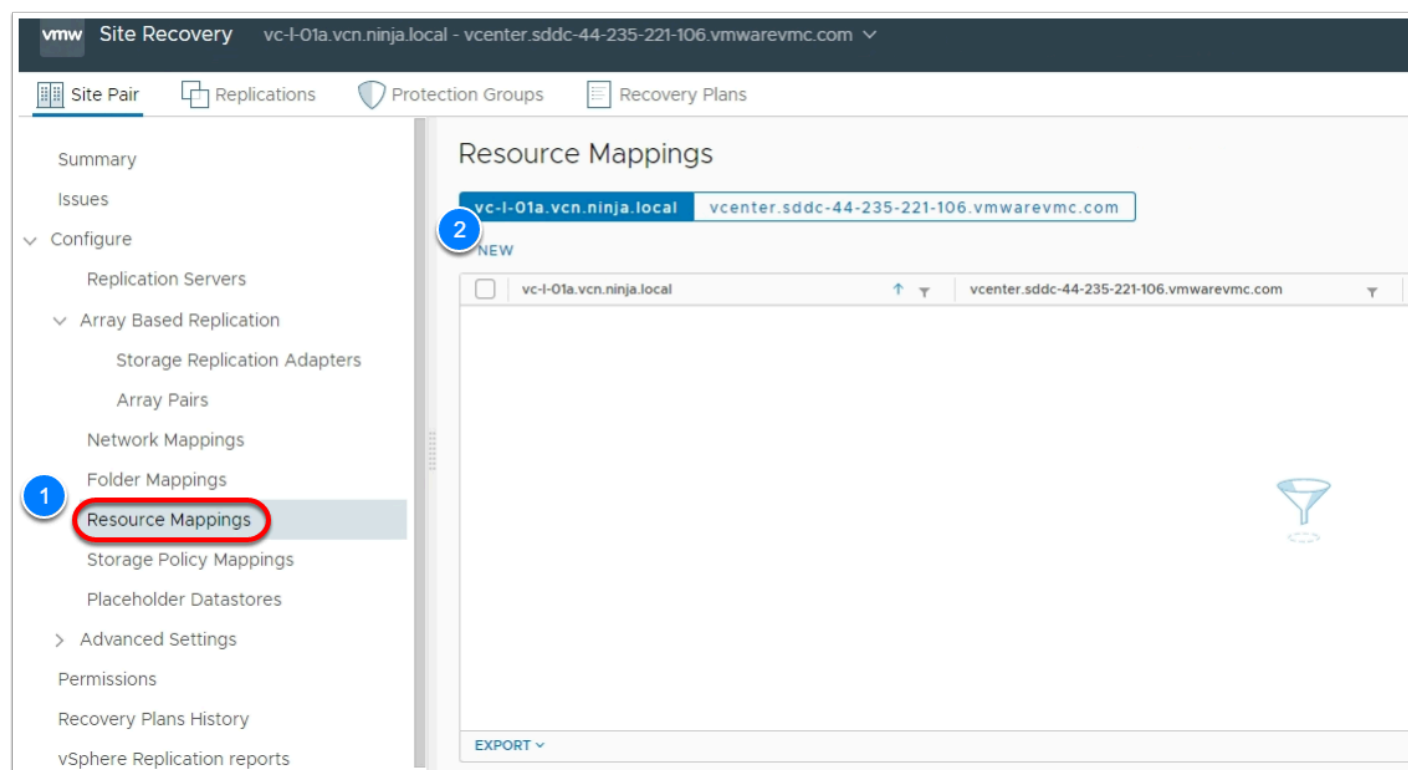 vmw Site Recovery vc-l-01a.vcn.ninja.local - vcenter.sddc-44-235-221-106.vmwarevmc.com
Site Pair Replications Protection Groups Recovery Plans
Summary
Issues
Configure
Replication Servers
Array Based Replication
Storage Replication Adapters
Array Pairs
Network Mappings
Folder Mappings
1
Resource Mappings
Storage Policy Mappings
Placeholder Datastores
Advanced Settings
Permissions
Recovery Plans History
vSphere Replication reports
Resource Mappings
vc-l-01a.vcn.ninja.local vcenter.sddc-44-235-221-106.vmwarevmc.com
2
NEW
vc-l-01a.vcn.ninja.local vcenter.sddc-44-235-221-106.vmwarevmc.com
EXPORT